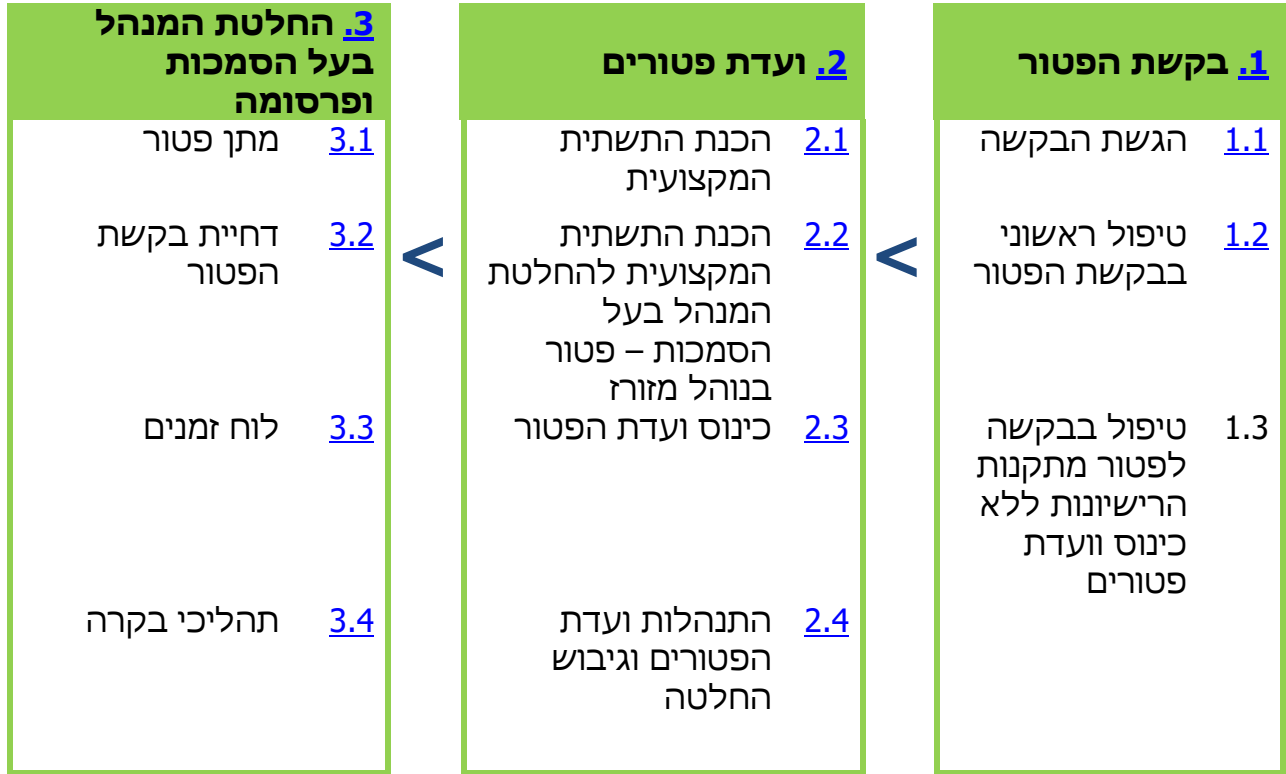 1. בקשת הפטור
1.1 הגשת הבקשה
1.2 טיפול ראשוני
בבקשת הפטור
1.3 טיפול בבקשה
לפטור מתקנות
הרישיונות ללא
כינוס וועדת
פטורים
<
2. ועדת פטורים
2.1 הכנת התשתית
המקצועית
2.2 הכנת התשתית
המקצועית להחלטת
המנהל בעל
הסמכות – פטור
בנוהל מזורז
2.3 כינוס ועדת הפטור
2.4 התנהלות ועדת
הפטורים וגיבוש
החלטה
<
3. החלטת המנהל
בעל הסמכות
ופרסומה
3.1 מתן פטור
3.2 דחיית בקשת
הפטור
3.3 לוח זמנים
3.4 תהליכי בקרה